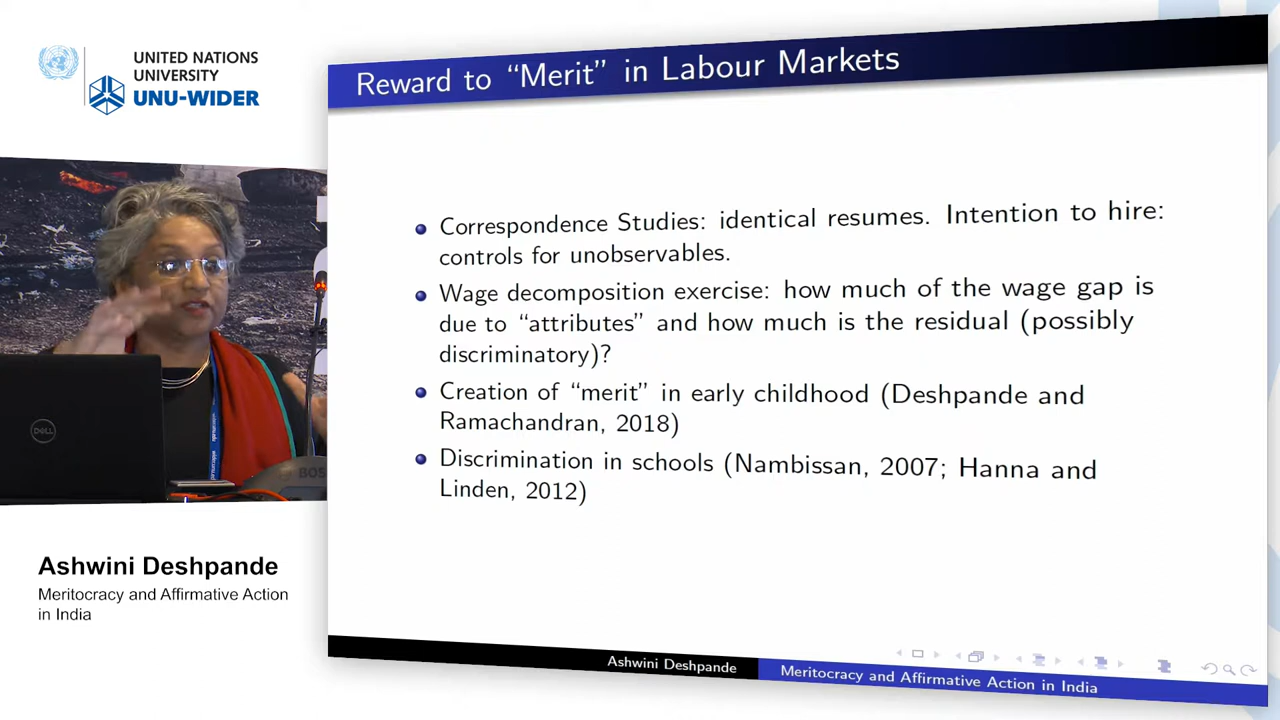 UNITED NATIONS
UNIVERSITY
UNU-WIDER
Reward to “Merit” in Labour Markets
Correspondence Studies: identical resumes. Intention to hire:
controls for unobservables.
Wage decomposition exercise: how much of the wage gap is
due to “attributes” and how much is the residual (possibly
discriminatory)?
Creation of “merit” in early childhood (Deshpande and
Ramachandran, 2018)
Discrimination in schools (Nambissan, 2007; Hanna and
Linden, 2012)
DELL
BOS
Ashwini Deshpande
Meritocracy and Affirmative Action
in India
Ashwini Deshpande
Meritocracy and Affirmative Action in India